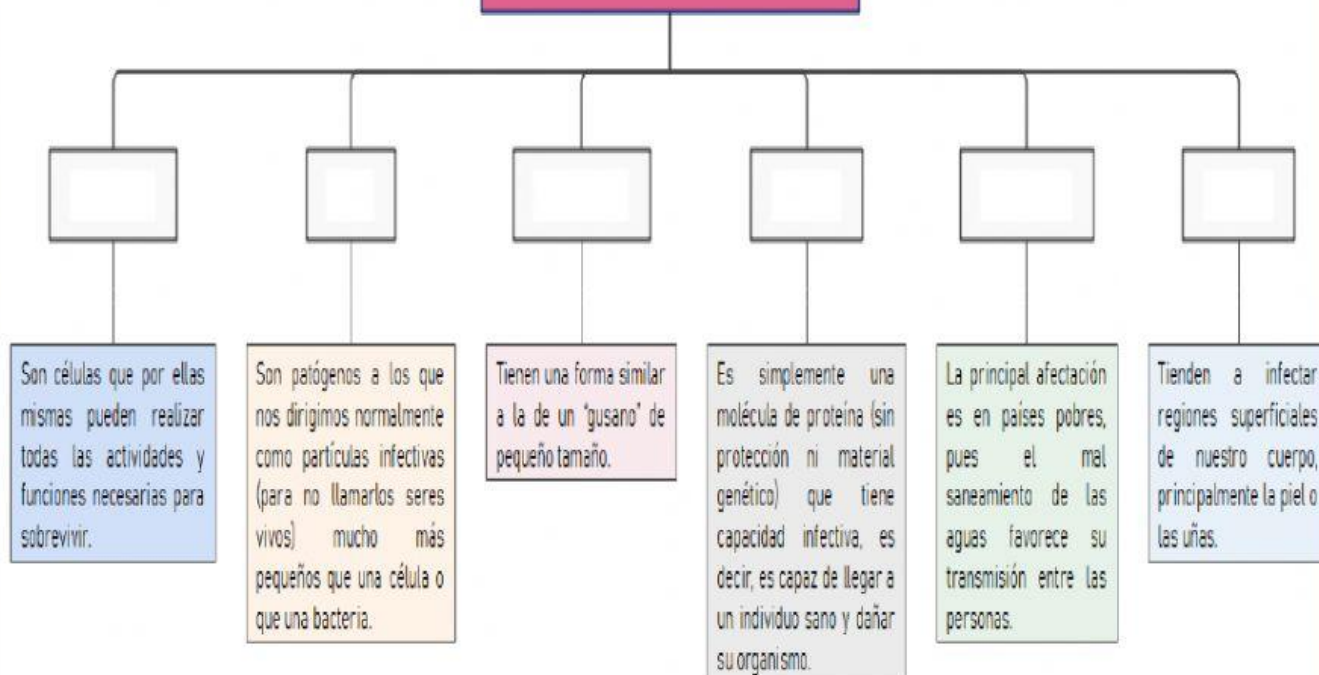 Son células que por ellas
mismas pueden realizar
todas las actividades y
funciones necesarias para
sobrevivir.
Son patógenos a los que
nos dirigimos normalmente
como partículas infectivas
(para no llamarlos seres
vivos) mucho más
pequeños que una célula o
que una bacteria.
Tienen una forma similar
a la de un "gusano" de
pequeño tamaño.
Es simplemente una
molécula de proteína (sin
protección ni material
genético) que tiene
capacidad infectiva, es
decir, es capaz de llegar a
un individuo sano y dañar
su organismo.
La principal afectación
es en países pobres,
pues el mal
saneamiento de las
aguas favorece su
transmisión entre las
personas.
Tienden a infectar
regiones superficiales
de nuestro cuerpo,
principalmente la piel o
las uñas.